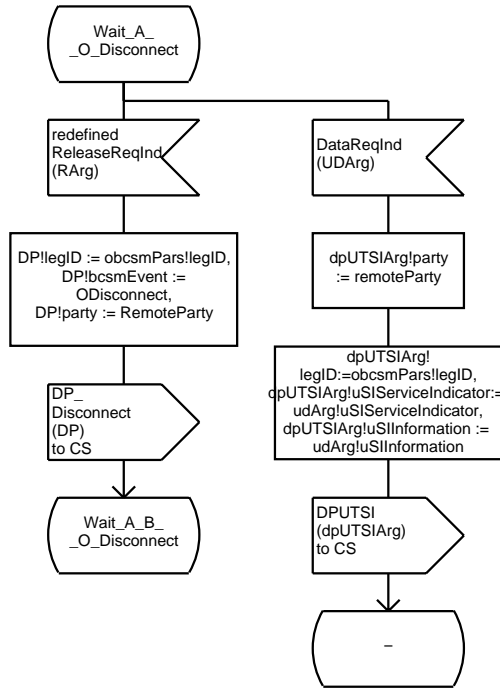 Wait_A_
_O_Disconnect
redefined
ReleaseReqInd
(RArg)
DP!legID := obcsmPars!legID,
DP!bcsmEvent :=
ODisconnect,
DP!party := RemoteParty
DP_
Disconnect
(DP)
to CS
Wait_A_B_
_O_Disconnect
DataReqInd
(UDArg)
dpUTSIArg!party
:= remoteParty
dpUTSIArg!
legID:=obcsmPars!legID,
dpUTSIArg!uSIServiceIndicator:=
udArg!uSIServiceIndicator,
dpUTSIArg!uSIInformation :=
udArg!uSIInformation
DPUTSI
(dpUTSIArg)
to CS
–